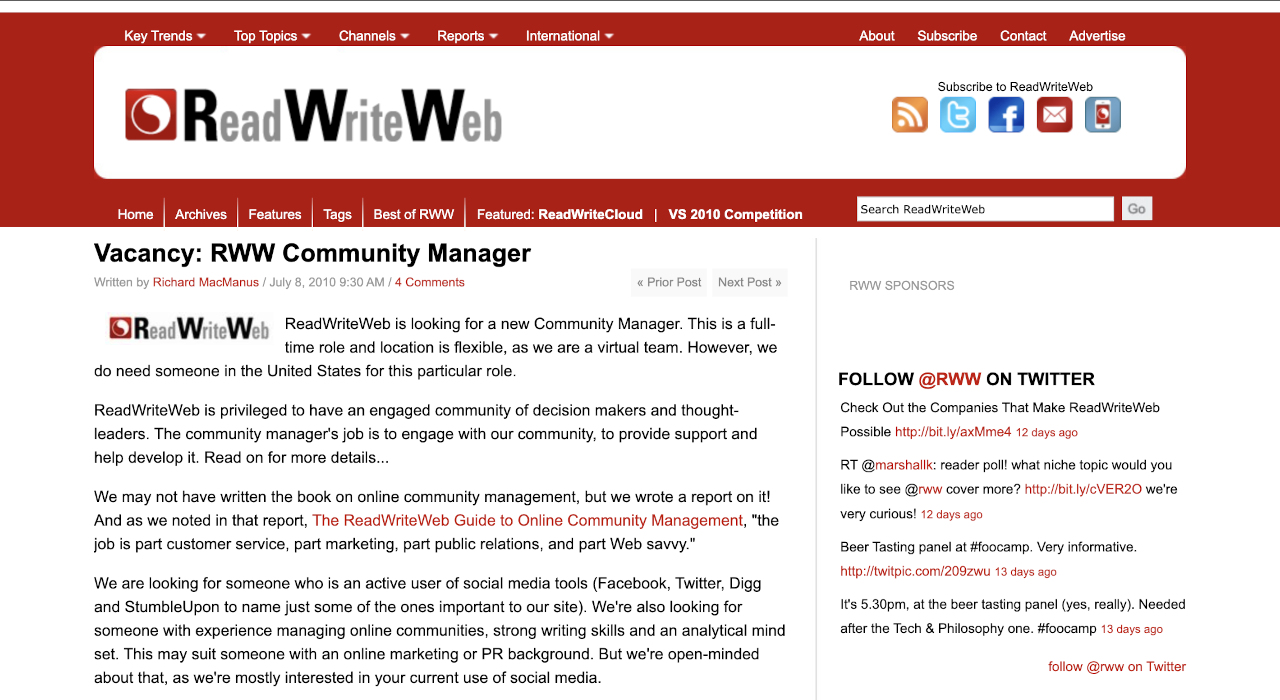 Key Trends Top Topics Channels Reports International About Subscribe Contact Advertise
ReadWriteWeb
Subscribe to ReadWriteWeb
Home Archives Features Tags Best of RWW Featured: ReadWriteCloud | VS 2010 Competition
Search ReadWriteWeb Go
Vacancy: RWW Community Manager
Written by Richard MacManus / July 8, 2010 9:30 AM / 4 Comments
« Prior Post Next Post »
ReadWriteWeb
ReadWriteWeb is looking for a new Community Manager. This is a full-
time role and location is flexible, as we are a virtual team. However, we
do need someone in the United States for this particular role.
ReadWriteWeb is privileged to have an engaged community of decision makers and thought-
leaders. The community manager's job is to engage with our community, to provide support and
help develop it. Read on for more details...
We may not have written the book on online community management, but we wrote a report on it!
And as we noted in that report, The ReadWriteWeb Guide to Online Community Management, "the
job is part customer service, part marketing, part public relations, and part Web savvy."
We are looking for someone who is an active user of social media tools (Facebook, Twitter, Digg
and StumbleUpon to name just some of the ones important to our site). We're also looking for
someone with experience managing online communities, strong writing skills and an analytical mind
set. This may suit someone with an online marketing or PR background. But we're open-minded
about that, as we're mostly interested in your current use of social media.
RWW SPONSORS
FOLLOW @RWW ON TWITTER
Check Out the Companies That Make ReadWriteWeb
Possible http://bit.ly/axMme4 12 days ago
RT @marshallk: reader poll! what niche topic would you
like to see @rww cover more? http://bit.ly/cVER2O we're
very curious! 12 days ago
Beer Tasting panel at #foocamp. Very informative.
http://twitpic.com/209zwu 13 days ago
It's 5.30pm, at the beer tasting panel (yes, really). Needed
after the Tech & Philosophy one. #foocamp 13 days ago
follow @rww on Twitter